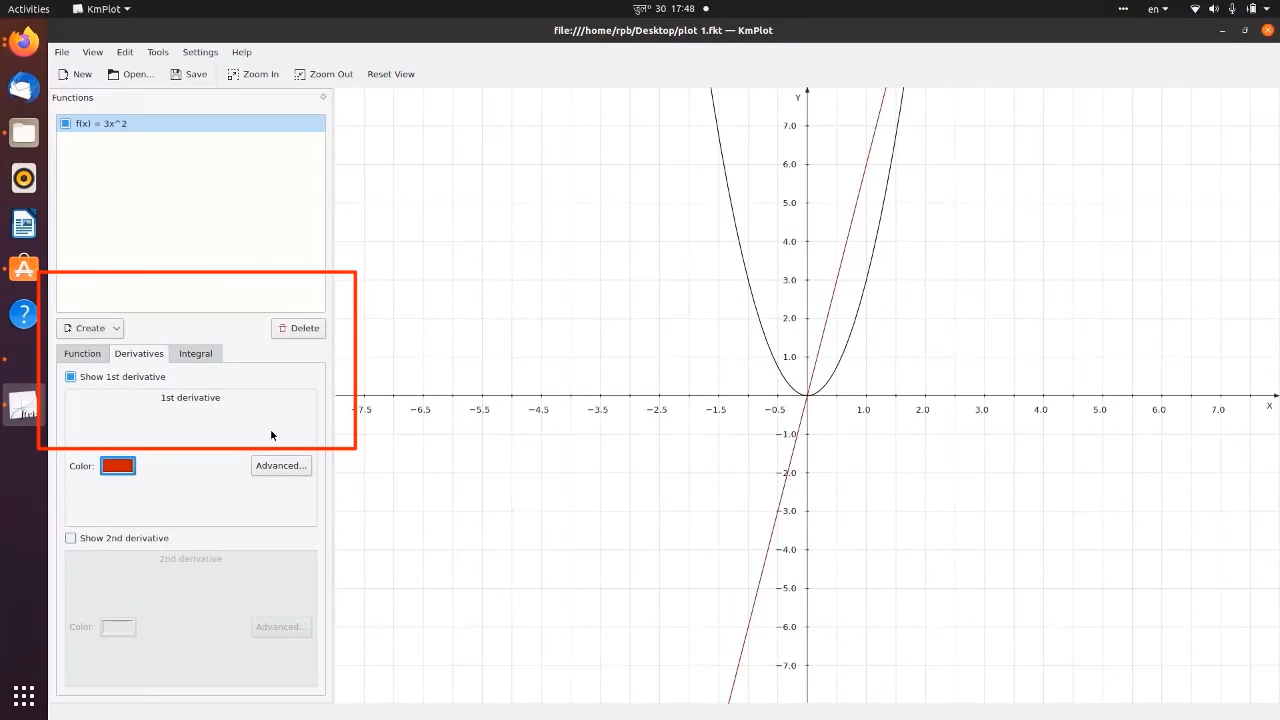 Activities KmPlot জুন 30 17:48 en
file:///home/rpb/Desktop/plot 1.fkt — KmPlot
File View Edit Tools Settings Help
New Open... Save Zoom In Zoom Out Reset View
Functions
f(x) = 3x^2
Create Delete
Function Derivatives Integral
Show 1st derivative
1st derivative
Color: Advanced...
Show 2nd derivative
2nd derivative
Color: Advanced...
Y
7.0
6.0
5.0
4.0
3.0
2.0
1.0
−7.5 −6.5 −5.5 −4.5 −3.5 −2.5 −1.5 −0.5 1.0 2.0 3.0 4.0 5.0 6.0 7.0 X
−1.0
−2.0
−3.0
−4.0
−5.0
−6.0
−7.0